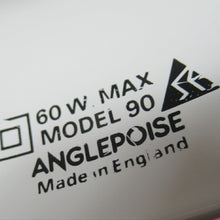 60 W. MAX
MODEL 90
ANGLEPOISE
Made in England